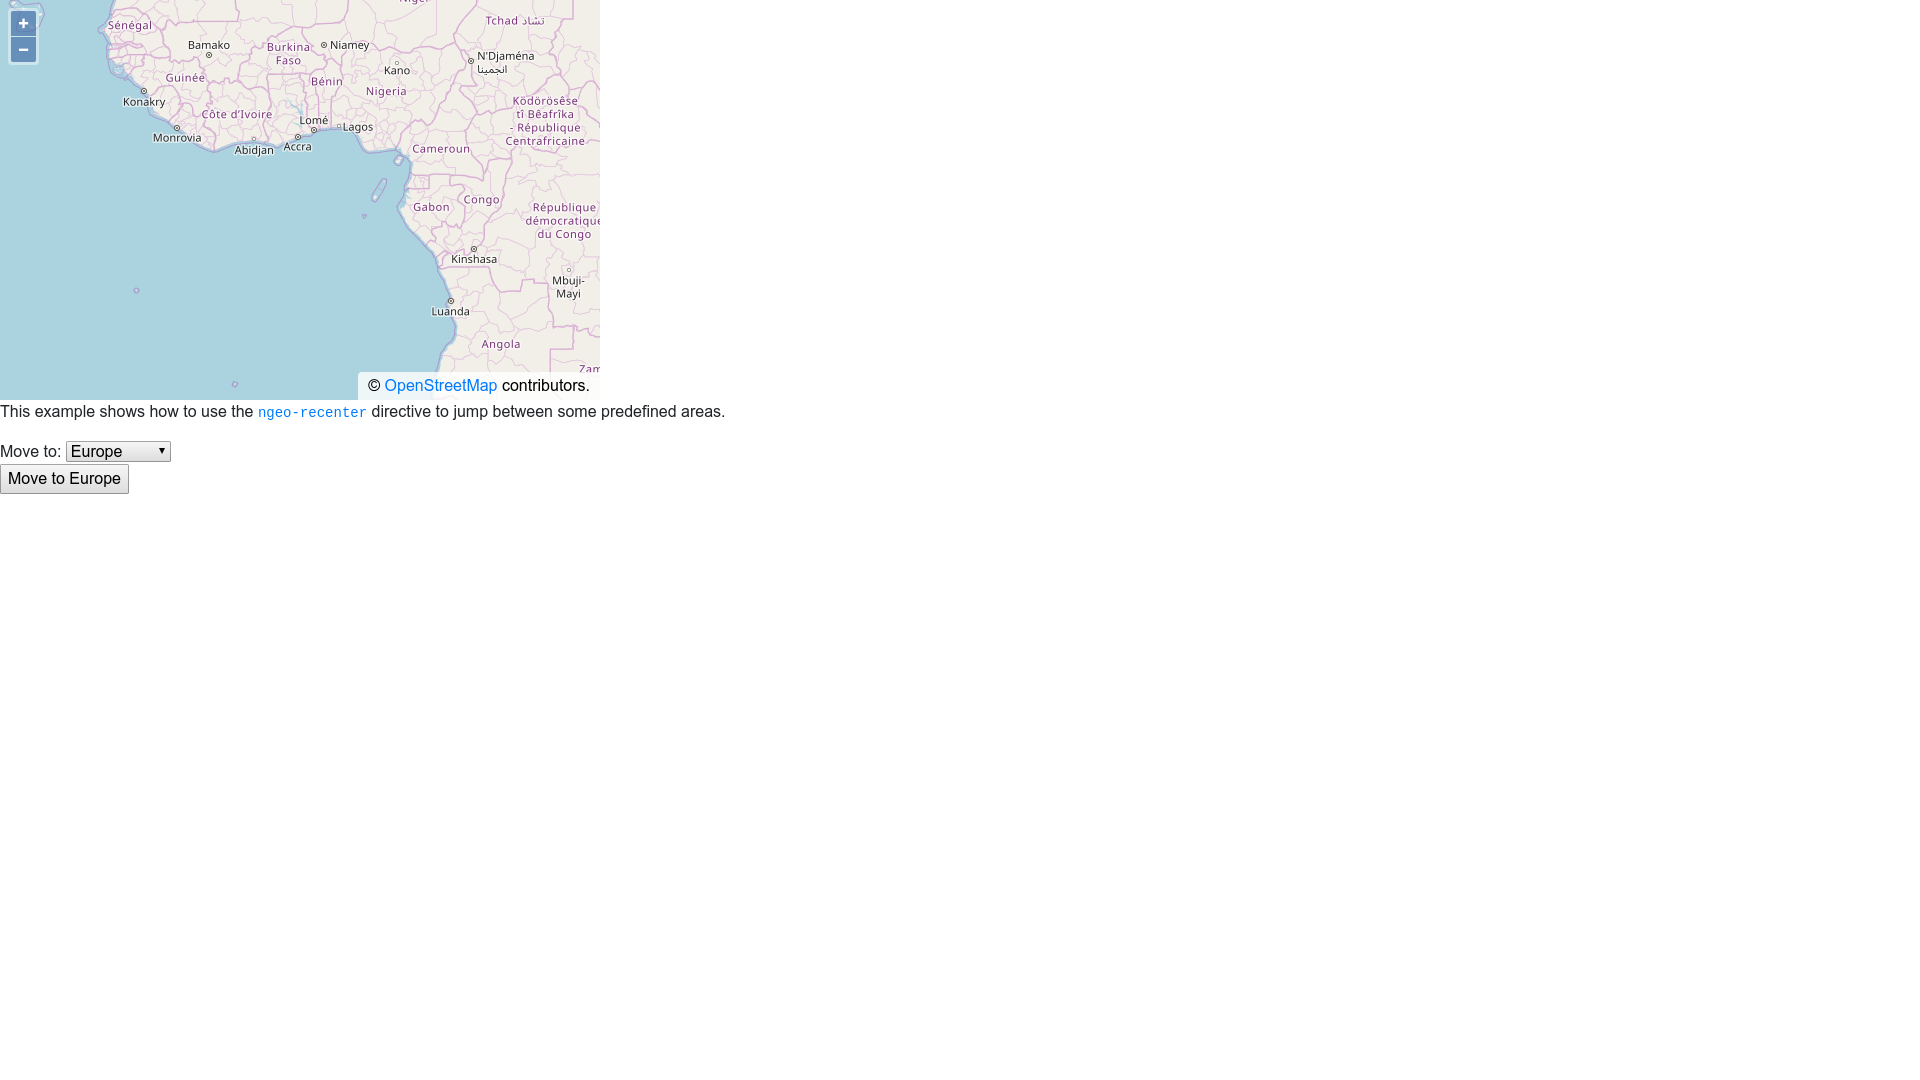 +
−
Sénégal
Bamako
Burkina
Faso
Niamey
Tchad تشاد
N'Djaména
انجمينا
Kano
Guinée
Bénin
Nigeria
Konakry
Côte d'Ivoire
Lomé
Lagos
Monrovia
Abidjan
Accra
Cameroun
Ködörösêse
tî Bêafrîka
- République
Centrafricaine
Gabon
Congo
République
démocratique
du Congo
Kinshasa
Mbuji-
Mayi
Luanda
Angola
Zam
© OpenStreetMap contributors.
This example shows how to use the ngeo-recenter directive to jump between some predefined areas.
Move to: Europe
Move to Europe